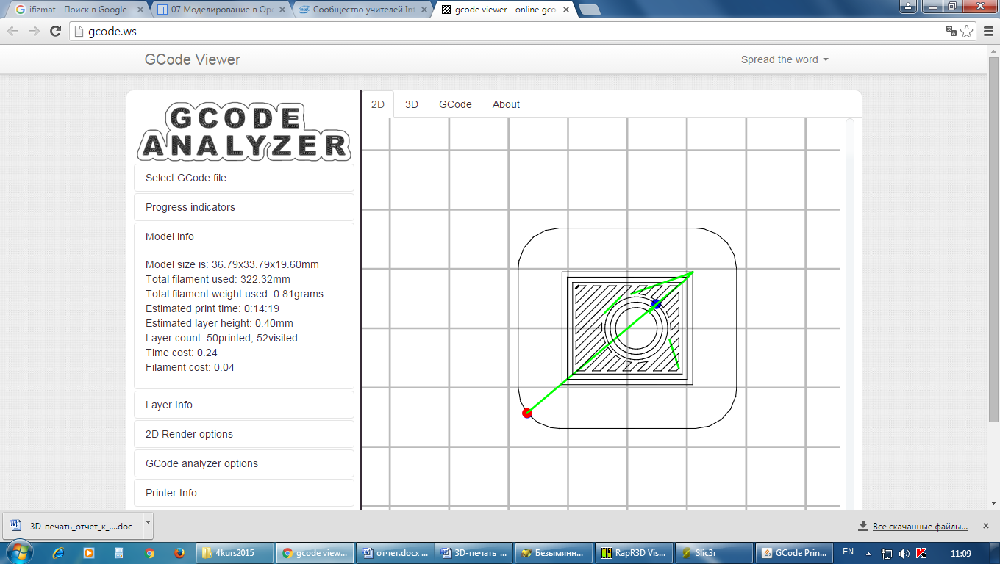 ifizmat - Поиск в Google
07 Моделирование в Ope
Сообщество учителей Int
gcode viewer - online gco
gcode.ws
GCode Viewer
Spread the word
GCODE
ANALYZER
2D 3D GCode About
Select GCode file
Progress indicators
Model info
Model size is: 36.79x33.79x19.60mm
Total filament used: 322.32mm
Total filament weight used: 0.81grams
Estimated print time: 0:14:19
Estimated layer height: 0.40mm
Layer count: 50printed, 52visited
Time cost: 0.24
Filament cost: 0.04
Layer Info
2D Render options
GCode analyzer options
Printer Info
3D-печать_отчет_к_....doc
Все скачанные файлы...
4kurs2015
gcode view...
отчет.docx ...
3D-печать_...
Безымянн...
RapR3D Vis...
Slic3r
GCode Prin...
EN
11:09